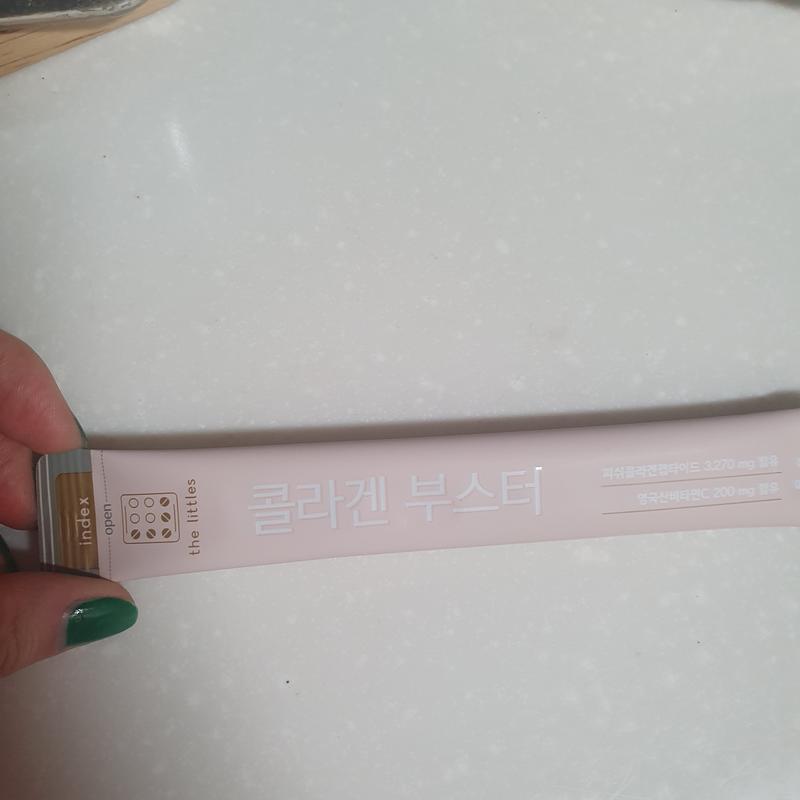 index
open
the littles
콜라겐 부스터
피쉬콜라겐펩타이드 3,270 mg 함유
영국산비타민C 200 mg 함유